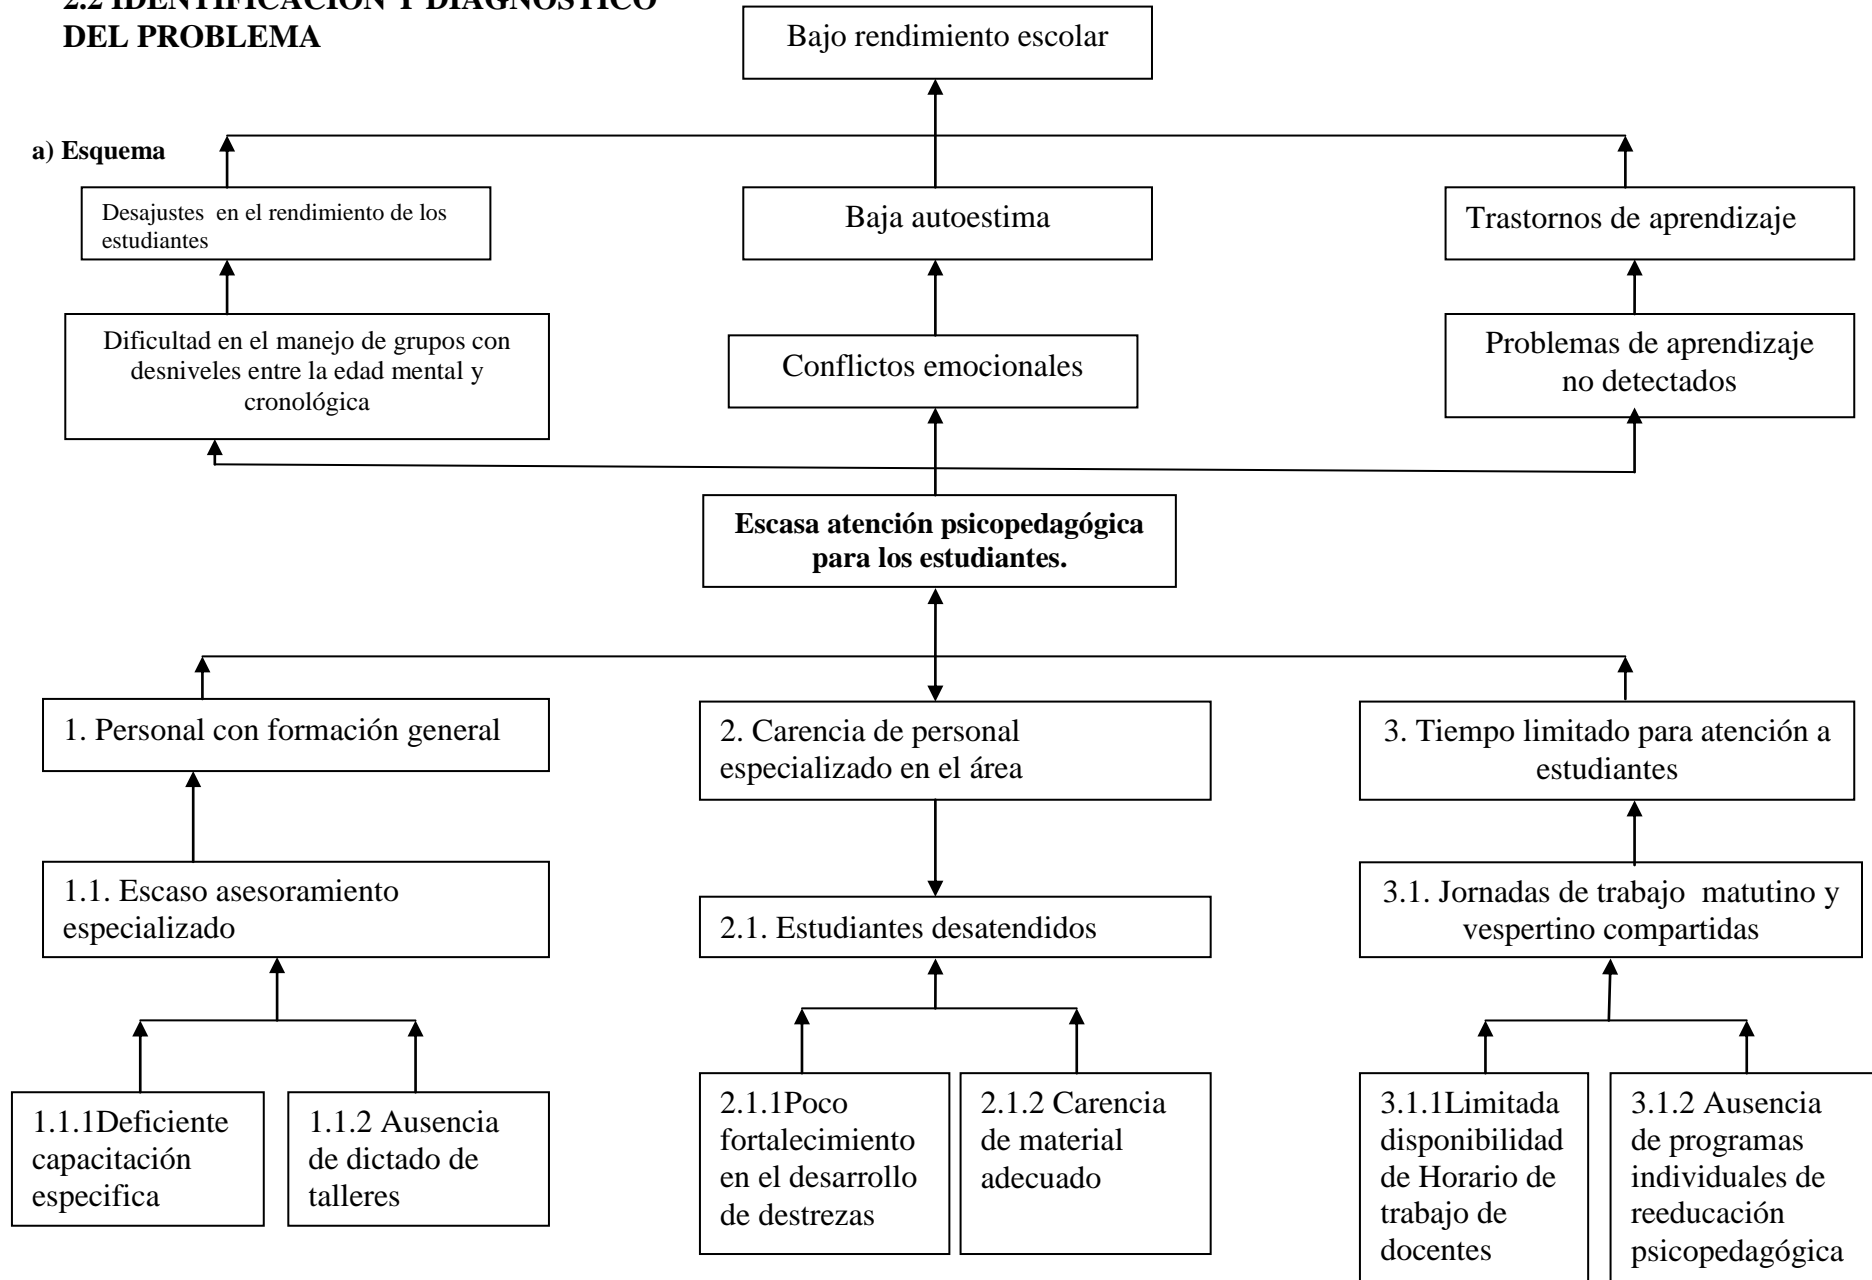 2.2 IDENTIFICACIÓN Y DIAGNÓSTICO
DEL PROBLEMA
Bajo rendimiento escolar
a) Esquema
Desajustes  en el rendimiento de los
estudiantes
Baja autoestima
Trastornos de aprendizaje
Dificultad en el manejo de grupos con
desniveles entre la edad mental y
cronológica
Conflictos emocionales
Problemas de aprendizaje
no detectados
Escasa atención psicopedagógica
para los estudiantes.
1. Personal con formación general
2. Carencia de personal
especializado en el área
3. Tiempo limitado para atención a
estudiantes
1.1. Escaso asesoramiento
especializado
2.1. Estudiantes desatendidos
3.1. Jornadas de trabajo  matutino y
vespertino compartidas
1.1.1Deficiente
capacitación
especifica
1.1.2 Ausencia
de dictado de
talleres
2.1.1Poco
fortalecimiento
en el desarrollo
de destrezas
2.1.2 Carencia
de material
adecuado
3.1.1Limitada
disponibilidad
de Horario de
trabajo de
docentes
3.1.2 Ausencia
de programas
individuales de
reeducación
psicopedagógica